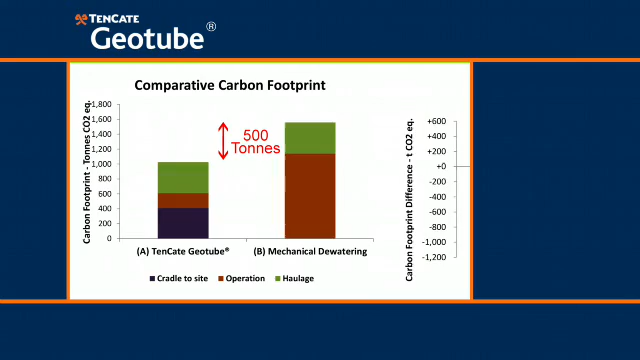 TENCATE
Geotube®
Comparative Carbon Footprint
Carbon Footprint - Tonnes CO2 eq.
1,800
1,600
1,400
1,200
1,000
800
600
400
200
0
500
Tonnes
(A) TenCate Geotube®
(B) Mechanical Dewatering
Cradle to site
Operation
Haulage
Carbon Footprint Difference - t CO2 eq.
+600
+400
+200
+0
-200
-400
-600
-800
-1,000
-1,200